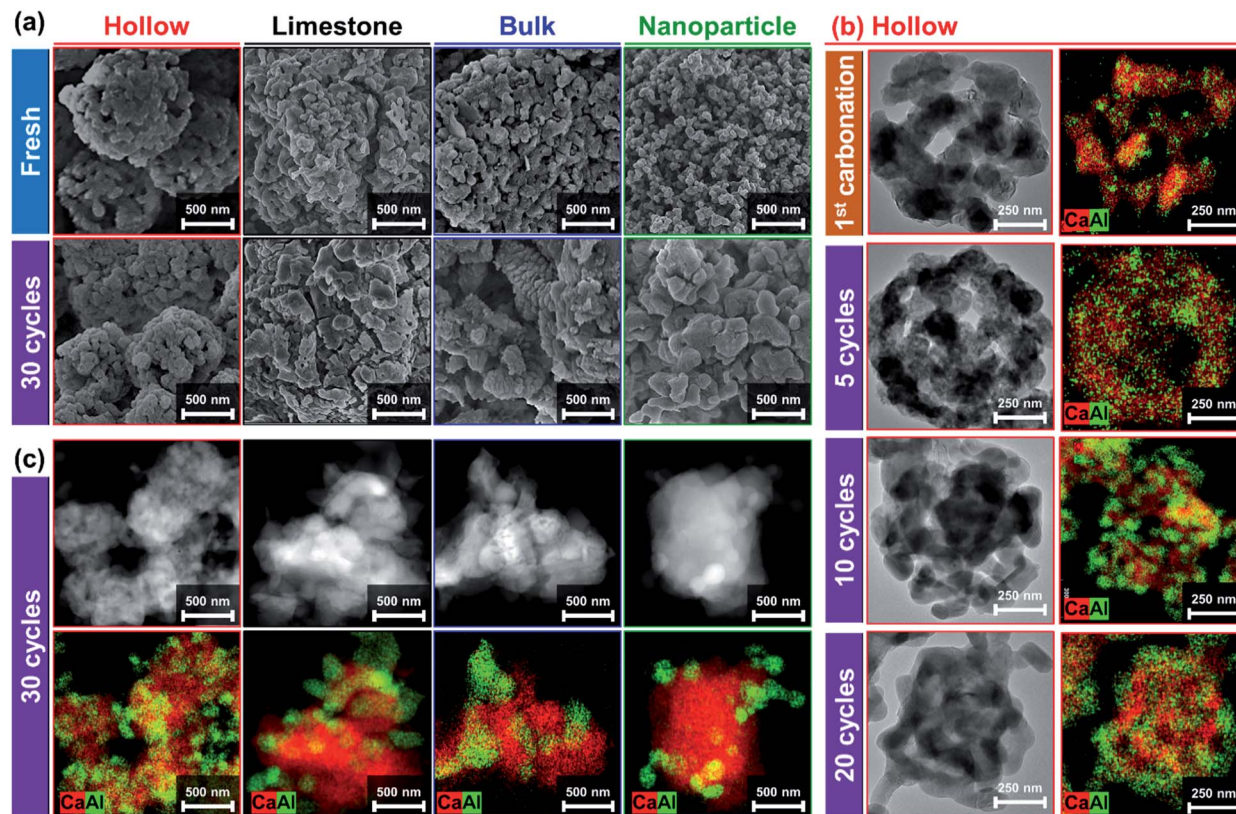 (a)
Hollow
Limestone
Bulk
Nanoparticle
Fresh
500 nm
500 nm
500 nm
500 nm
30 cycles
500 nm
500 nm
500 nm
500 nm
(b) Hollow
1st carbonation
250 nm
CaAl
250 nm
5 cycles
250 nm
CaAl
250 nm
10 cycles
250 nm
CaAl
250 nm
20 cycles
250 nm
CaAl
250 nm
(c)
30 cycles
500 nm
500 nm
500 nm
500 nm
CaAl
500 nm
CaAl
500 nm
CaAl
500 nm
CaAl
500 nm